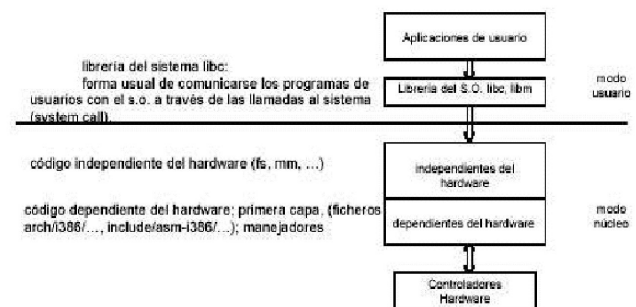 Aplicaciones de usuario
librería del sistema libc:
forma usual de comunicarse los programas de
usuarios con el s.o. a través de las llamadas al sistema
(system call).
Librería del S.O. libc, libm
modo
usuario
código independiente del hardware (fs, mm, ...)
independientes del
hardware
código dependiente del hardware; primera capa, (ficheros
arch/i386/..., include/asm-i386/...); manejadores
dependientes del hardware
modo
núcleo
Controladores
Hardware